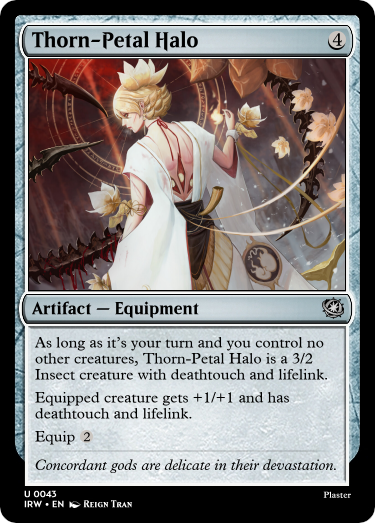 Thorn-Petal Halo 4
Artifact — Equipment
As long as it's your turn and you control
no other creatures, Thorn-Petal Halo is a 3/2
Insect creature with deathtouch and lifelink.
Equipped creature gets +1/+1 and has
deathtouch and lifelink.
Equip 2
Concordant gods are delicate in their devastation.
U 0043 Plaster
IRW • EN Reign Tran